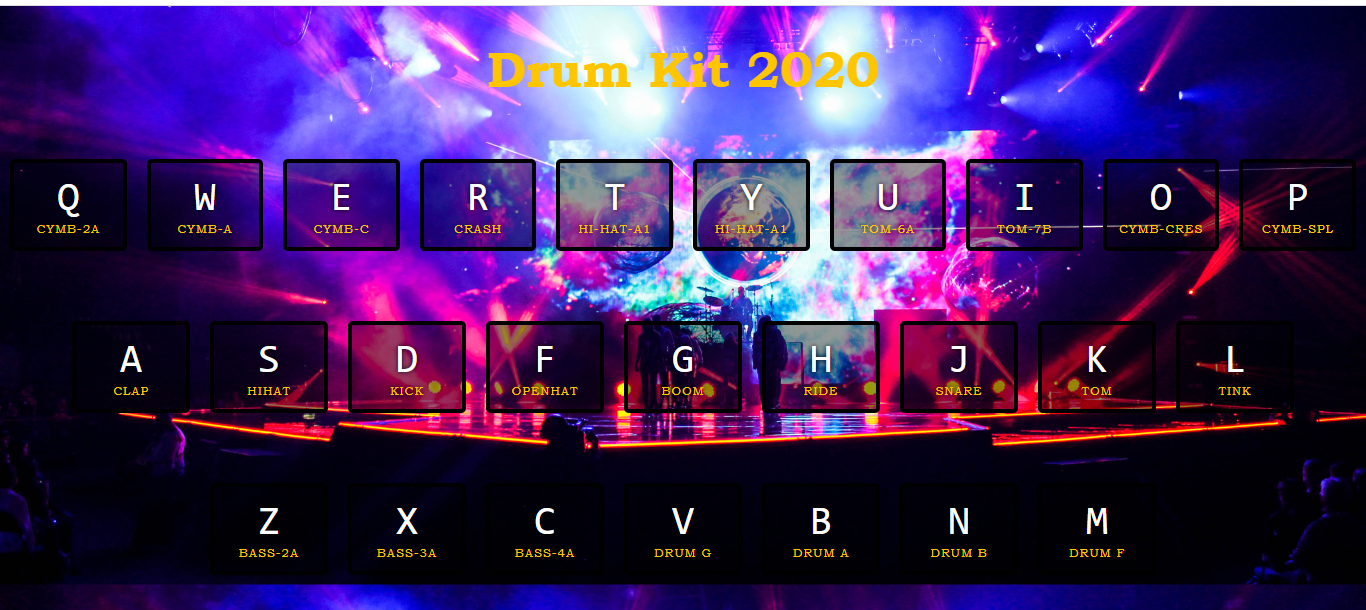 Drum Kit 2020
Q W E R T Y U I O P
CYMB-2A CYMB-A CYMB-C CRASH HI-HAT-A1 HI-HAT-A1 TOM-6A TOM-7B CYMB-CRES CYMB-SPL
A S D F G H J K L
CLAP HIHAT KICK OPENHAT BOOM RIDE SNARE TOM TINK
Z X C V B N M
BASS-2A BASS-3A BASS-4A DRUM G DRUM A DRUM B DRUM F